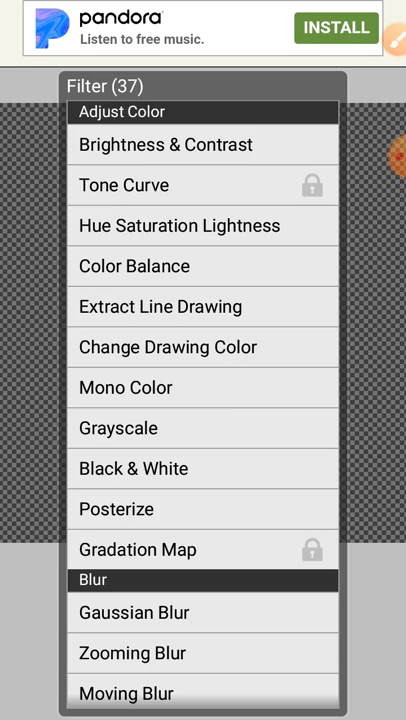 pandora
Listen to free music.
INSTALL
Filter (37)
Adjust Color
Brightness & Contrast
Tone Curve
Hue Saturation Lightness
Color Balance
Extract Line Drawing
Change Drawing Color
Mono Color
Grayscale
Black & White
Posterize
Gradation Map
Blur
Gaussian Blur
Zooming Blur
Moving Blur